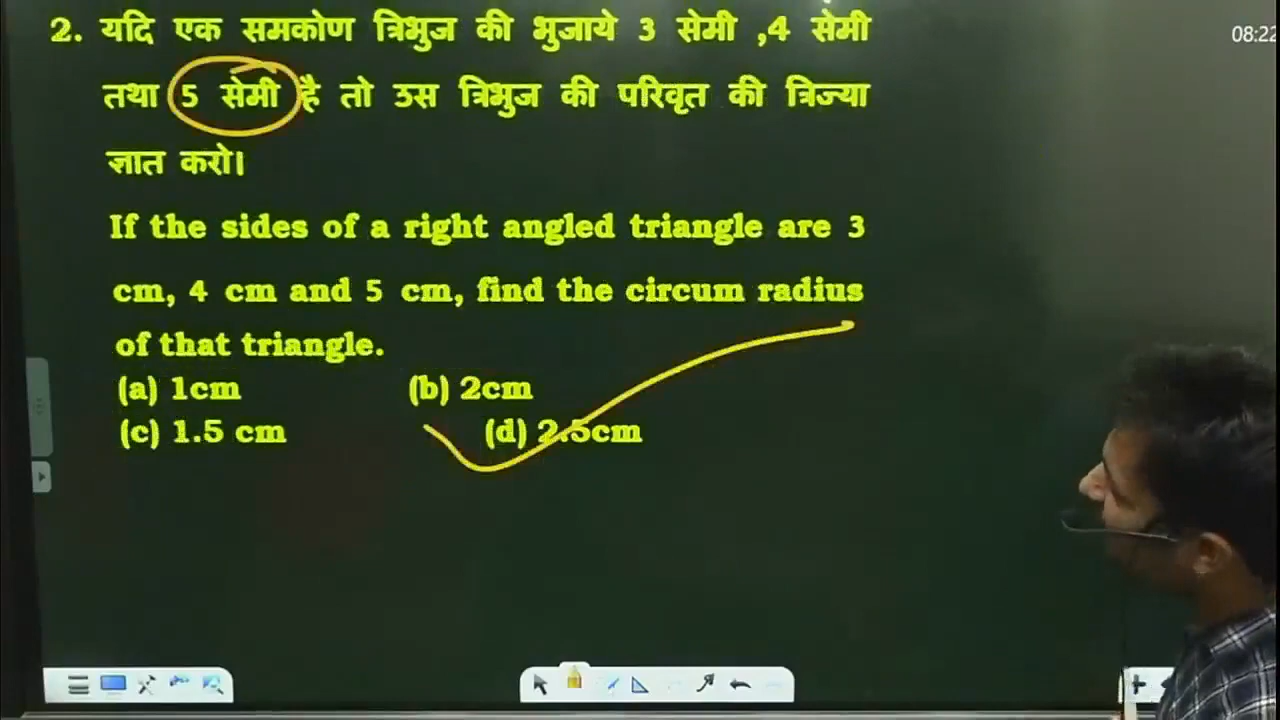 2. यदि एक समकोण त्रिभुज की भुजाये 3 सेमी ,4 सेमी
तथा 5 सेमी है तो उस त्रिभुज की परिवृत की त्रिज्या
ज्ञात करो।
If the sides of a right angled triangle are 3
cm, 4 cm and 5 cm, find the circum radius
of that triangle.
(a) 1cm (b) 2cm
(c) 1.5 cm (d) 2.5cm
08:22